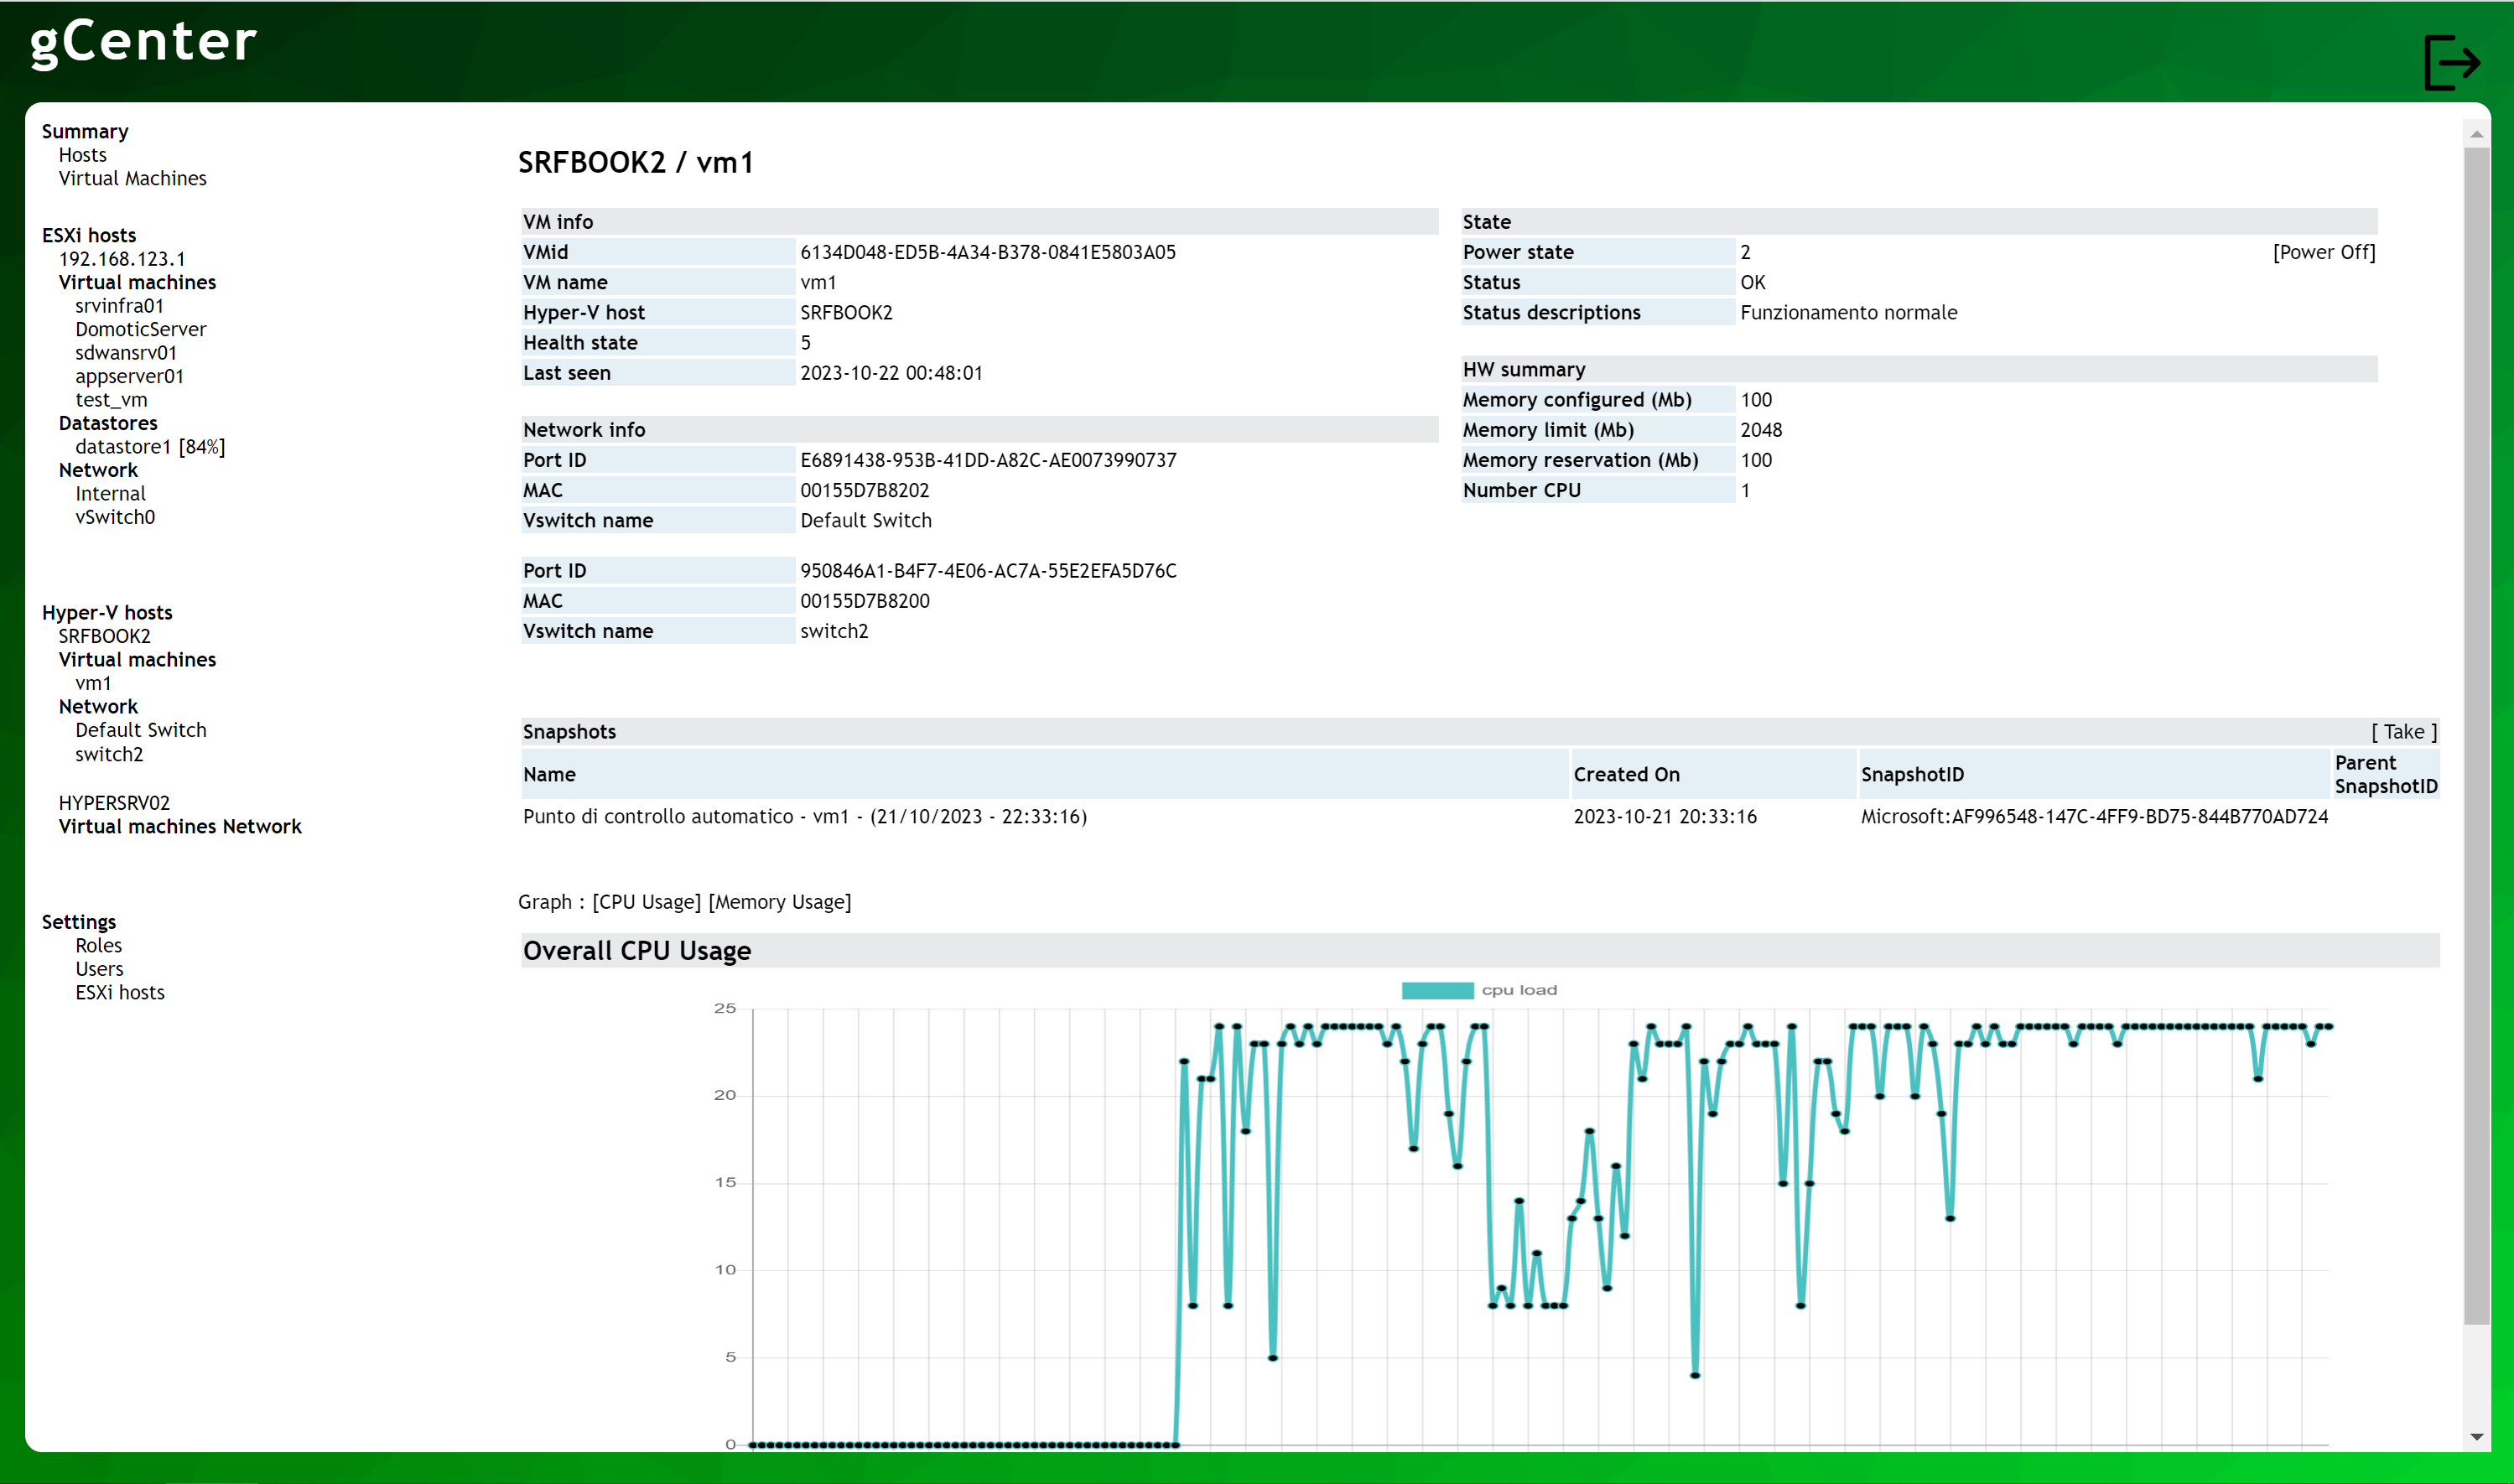 gCenter
Summary
Hosts
Virtual Machines
ESXi hosts
192.168.123.1
Virtual machines
srvinfra01
DomoticServer
sdwansrv01
appserver01
test_vm
Datastores
datastore1 [84%]
Network
Internal
vSwitch0
Hyper-V hosts
SRFBOOK2
Virtual machines
vm1
Network
Default Switch
switch2
HYPERSRV02
Virtual machines Network
Settings
Roles
Users
ESXi hosts
SRFBOOK2 / vm1
VM info
VMid 6134D048-ED5B-4A34-B378-0841E5803A05
VM name vm1
Hyper-V host SRFBOOK2
Health state 5
Last seen 2023-10-22 00:48:01
Network info
Port ID E6891438-953B-41DD-A82C-AE0073990737
MAC 00155D7B8202
Vswitch name Default Switch
Port ID 950846A1-B4F7-4E06-AC7A-55E2EFA5D76C
MAC 00155D7B8200
Vswitch name switch2
State
Power state 2 [Power Off]
Status OK
Status descriptions Funzionamento normale
HW summary
Memory configured (Mb) 100
Memory limit (Mb) 2048
Memory reservation (Mb) 100
Number CPU 1
Snapshots [ Take ]
Name Created On SnapshotID Parent SnapshotID
Punto di controllo automatico - vm1 - (21/10/2023 - 22:33:16) 2023-10-21 20:33:16 Microsoft:AF996548-147C-4FF9-BD75-844B770AD724
Graph : [CPU Usage] [Memory Usage]
Overall CPU Usage
cpu load
25
20
15
10
5
0